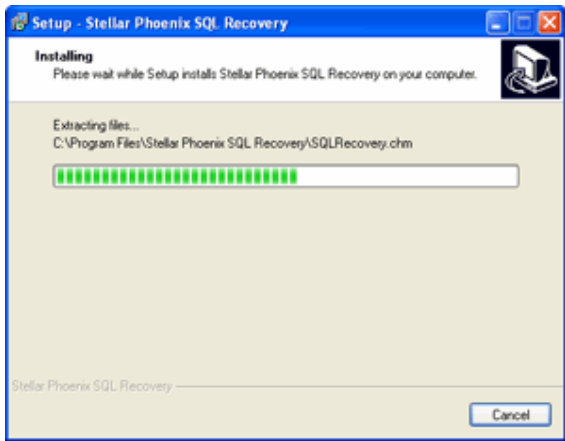 Setup - Stellar Phoenix SQL Recovery
Installing
Please wait while Setup installs Stellar Phoenix SQL Recovery on your computer.
Extracting files...
C:\Program Files\Stellar Phoenix SQL Recovery\SQLRecovery.chm
Stellar Phoenix SQL Recovery
Cancel